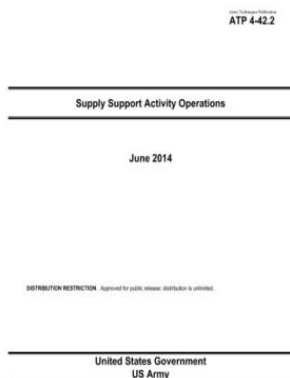 Army Techniques Publication
ATP 4-42.2
Supply Support Activity Operations
June 2014
DISTRIBUTION RESTRICTION Approved for public release; distribution is unlimited.
United States Government
US Army